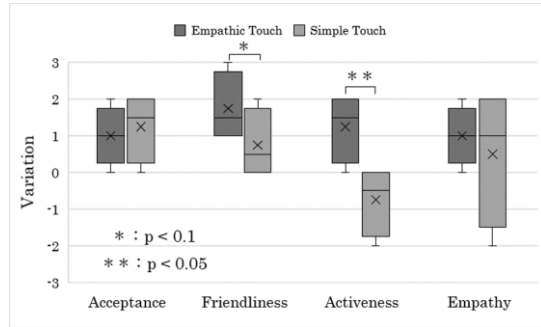 Empathic Touch Simple Touch
*
**
3
2
1
0
-1
-2
-3
Variation
* : p < 0.1
** : p < 0.05
Acceptance Friendliness Activeness Empathy